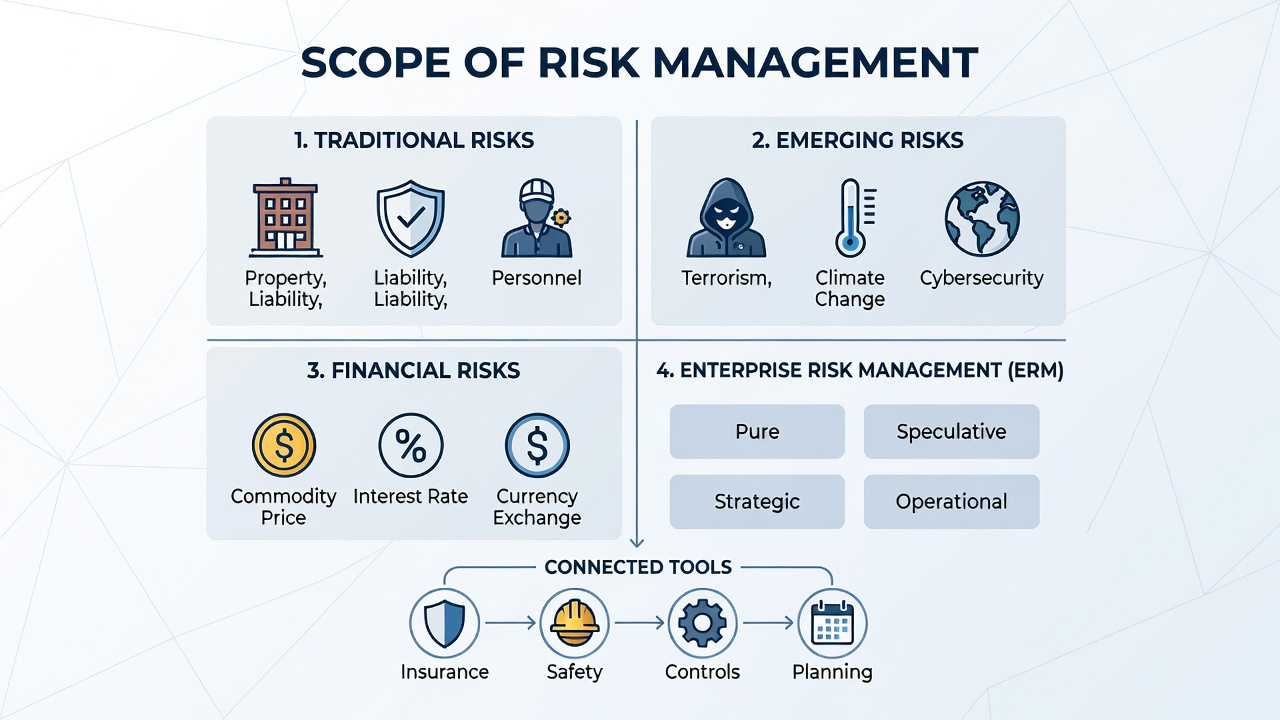 SCOPE OF RISK MANAGEMENT
1. TRADITIONAL RISKS
Property,
Liability,
Liability,
Liability,
Personnel
2. EMERGING RISKS
Terrorism,
Climate
Change
Cybersecurity
3. FINANCIAL RISKS
$
Commodity
Price
%
Interest Rate
$
Currency
Exchange
4. ENTERPRISE RISK MANAGEMENT (ERM)
Pure
Speculative
Strategic
Operational
CONNECTED TOOLS
Insurance
Safety
Controls
Planning